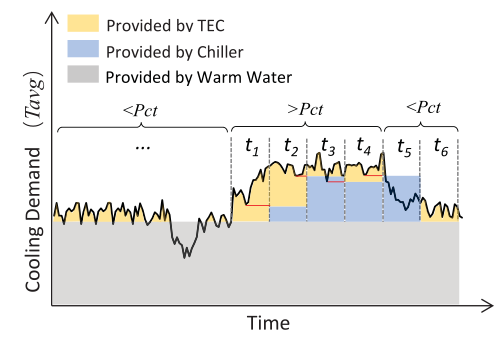 Provided by TEC
Provided by Chiller
Provided by Warm Water
<Pct >Pct <Pct
... t1 t2 t3 t4 t5 t6
Cooling Demand (Tavg)
Time